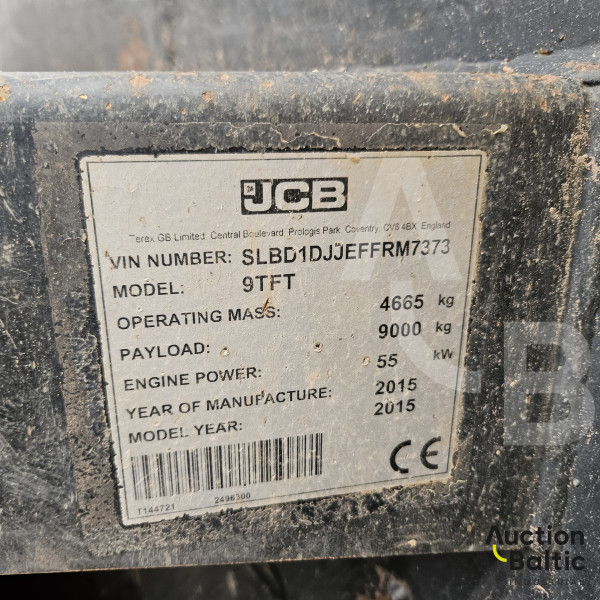 JCB
Terex GB Limited, Central Boulevard, Prologis Park, Coventry, CV6 4BX, England
VIN NUMBER: SLBD1DJJEFFRM7373
MODEL: 9TFT
OPERATING MASS: 4665 kg
PAYLOAD: 9000 kg
ENGINE POWER: 55 kW
YEAR OF MANUFACTURE: 2015
MODEL YEAR: 2015
CE
T144721 2496300
A
B
Auction
Baltic